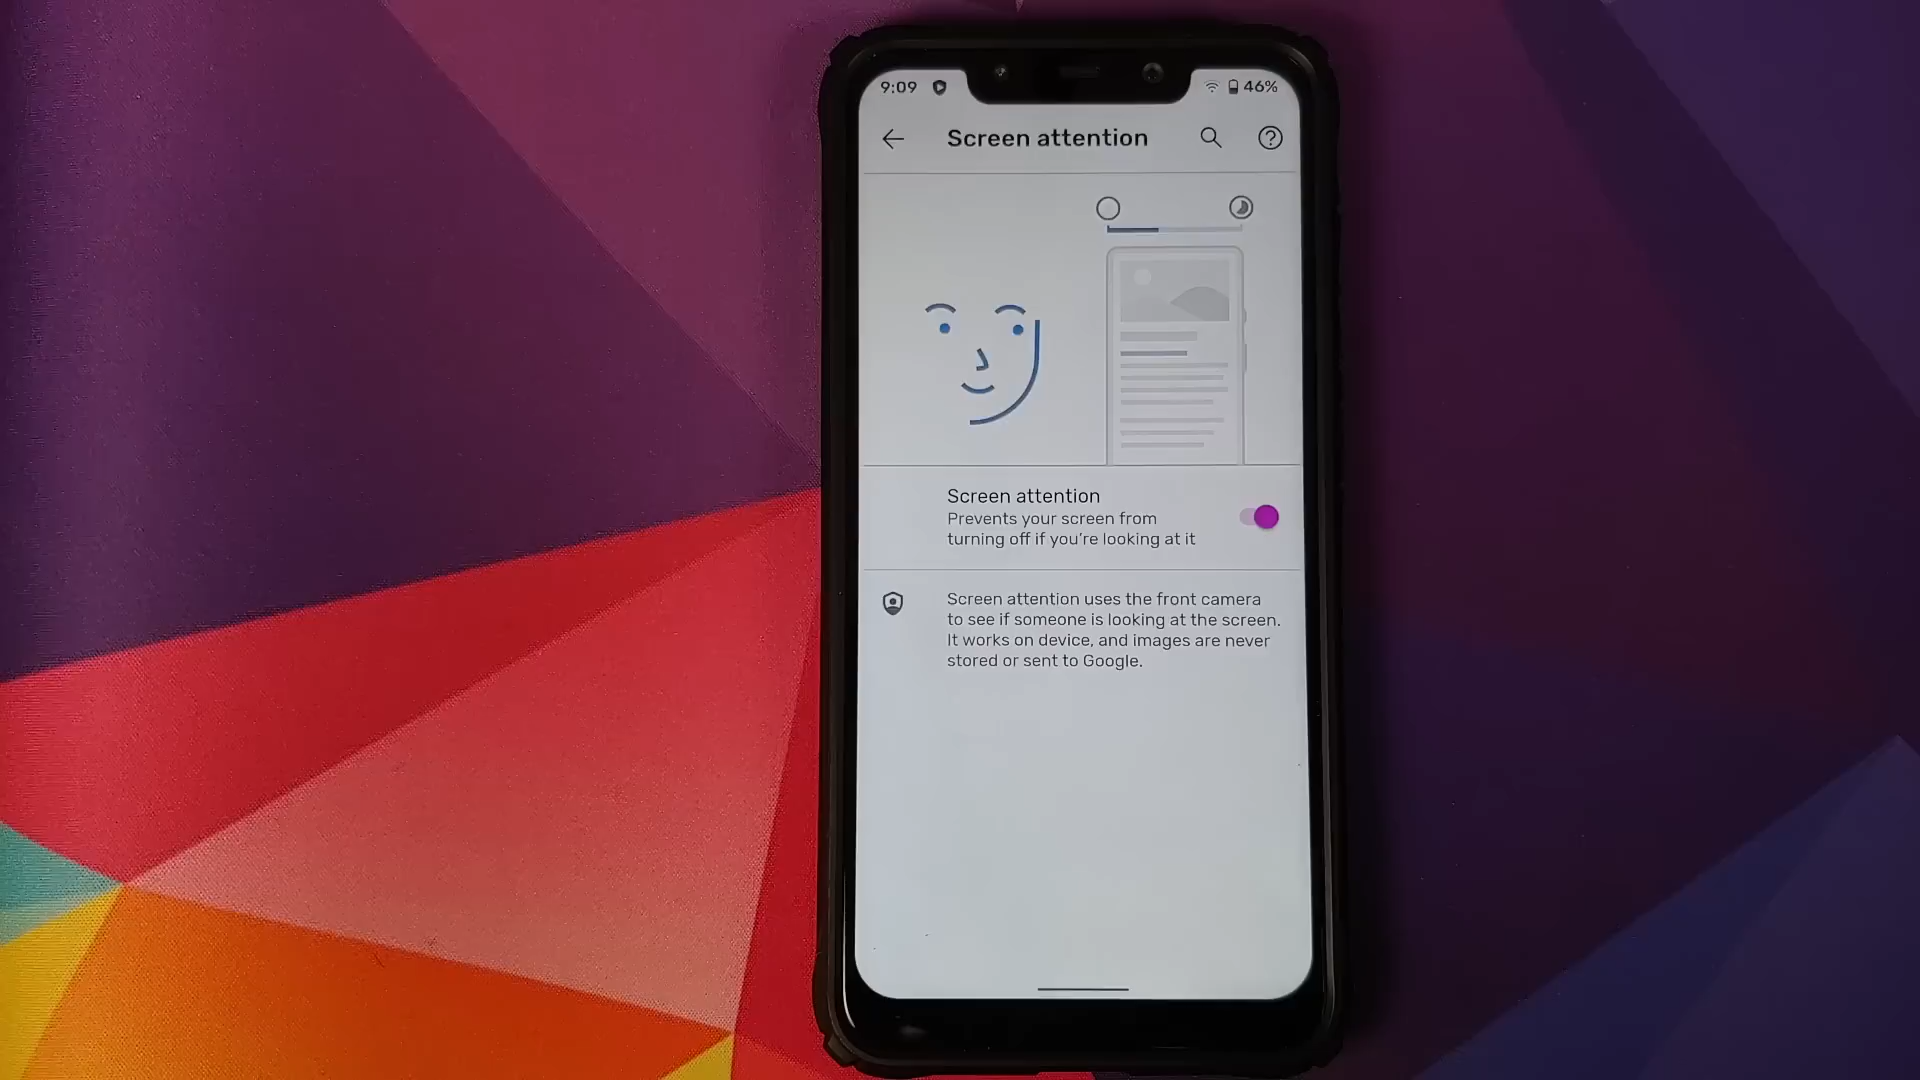 9:09 46%
Screen attention
Screen attention
Prevents your screen from
turning off if you're looking at it
Screen attention uses the front camera
to see if someone is looking at the screen.
It works on device, and images are never
stored or sent to Google.